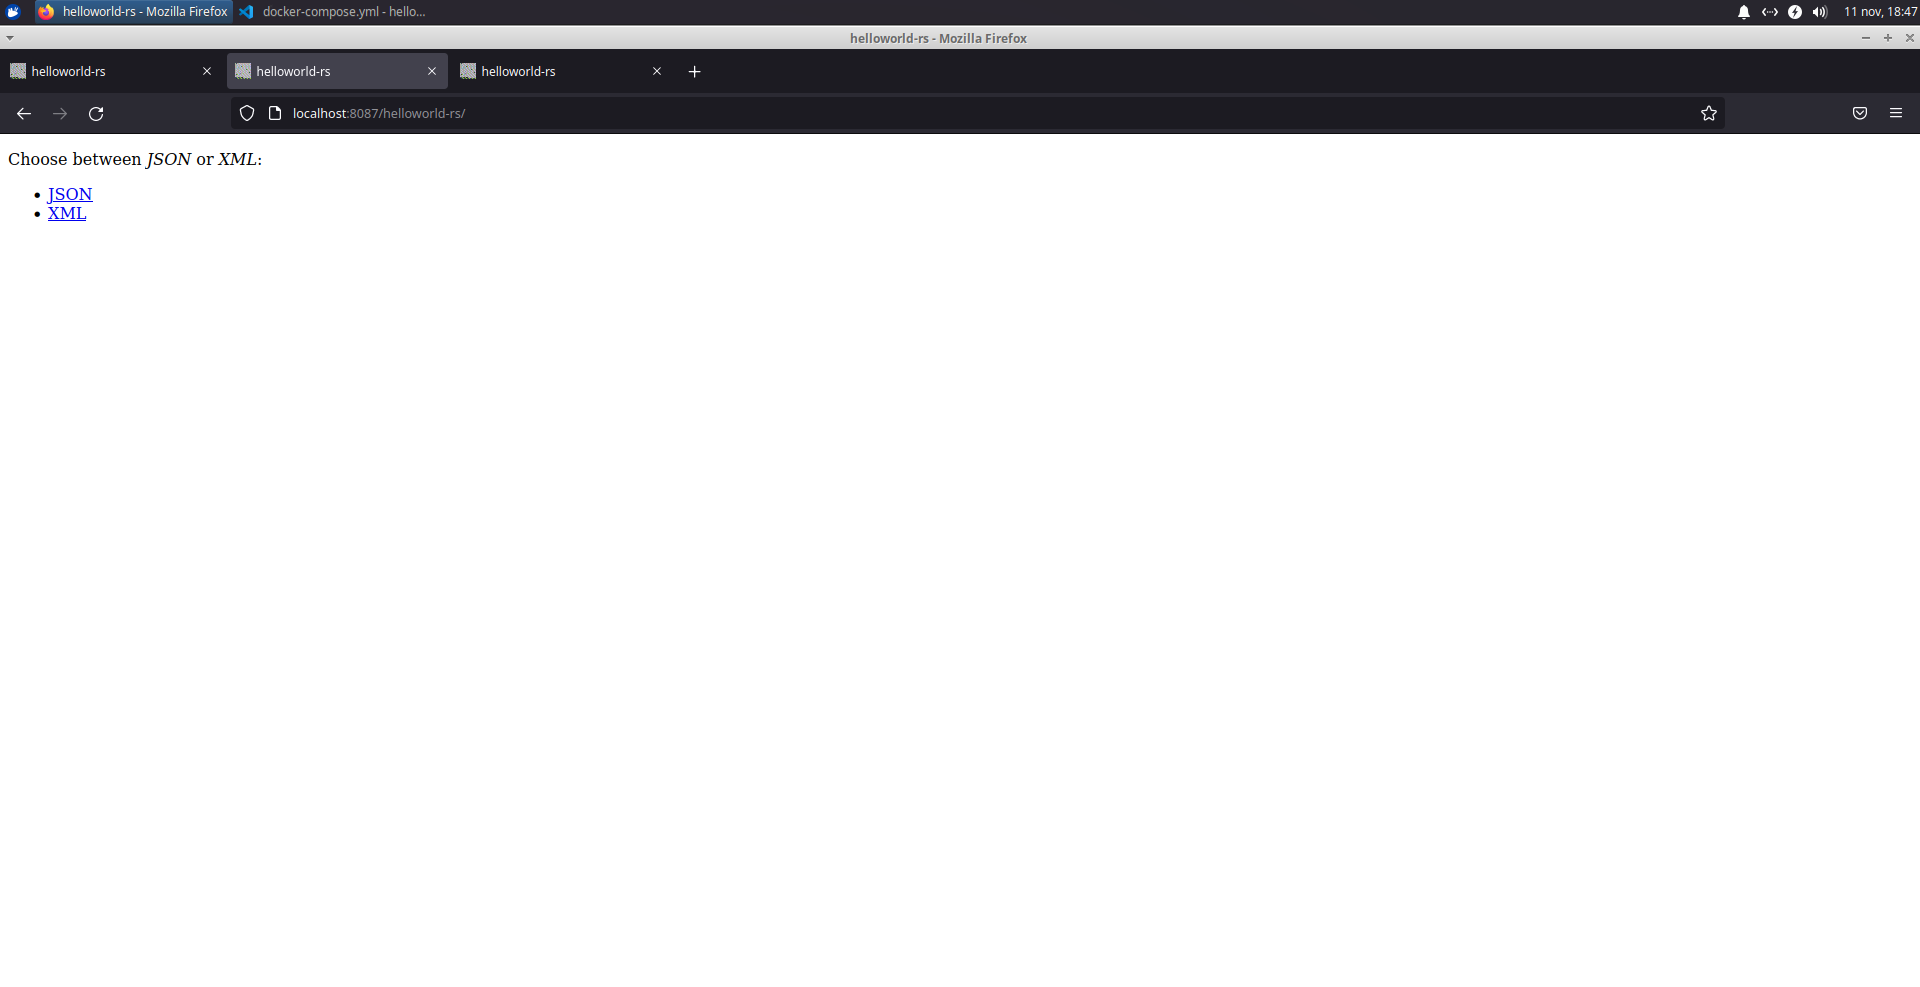 helloworld-rs - Mozilla Firefox docker-compose.yml - hello... 11 nov, 18:47
helloworld-rs - Mozilla Firefox
helloworld-rs helloworld-rs helloworld-rs
localhost:8087/helloworld-rs/
Choose between JSON or XML:
• JSON
• XML